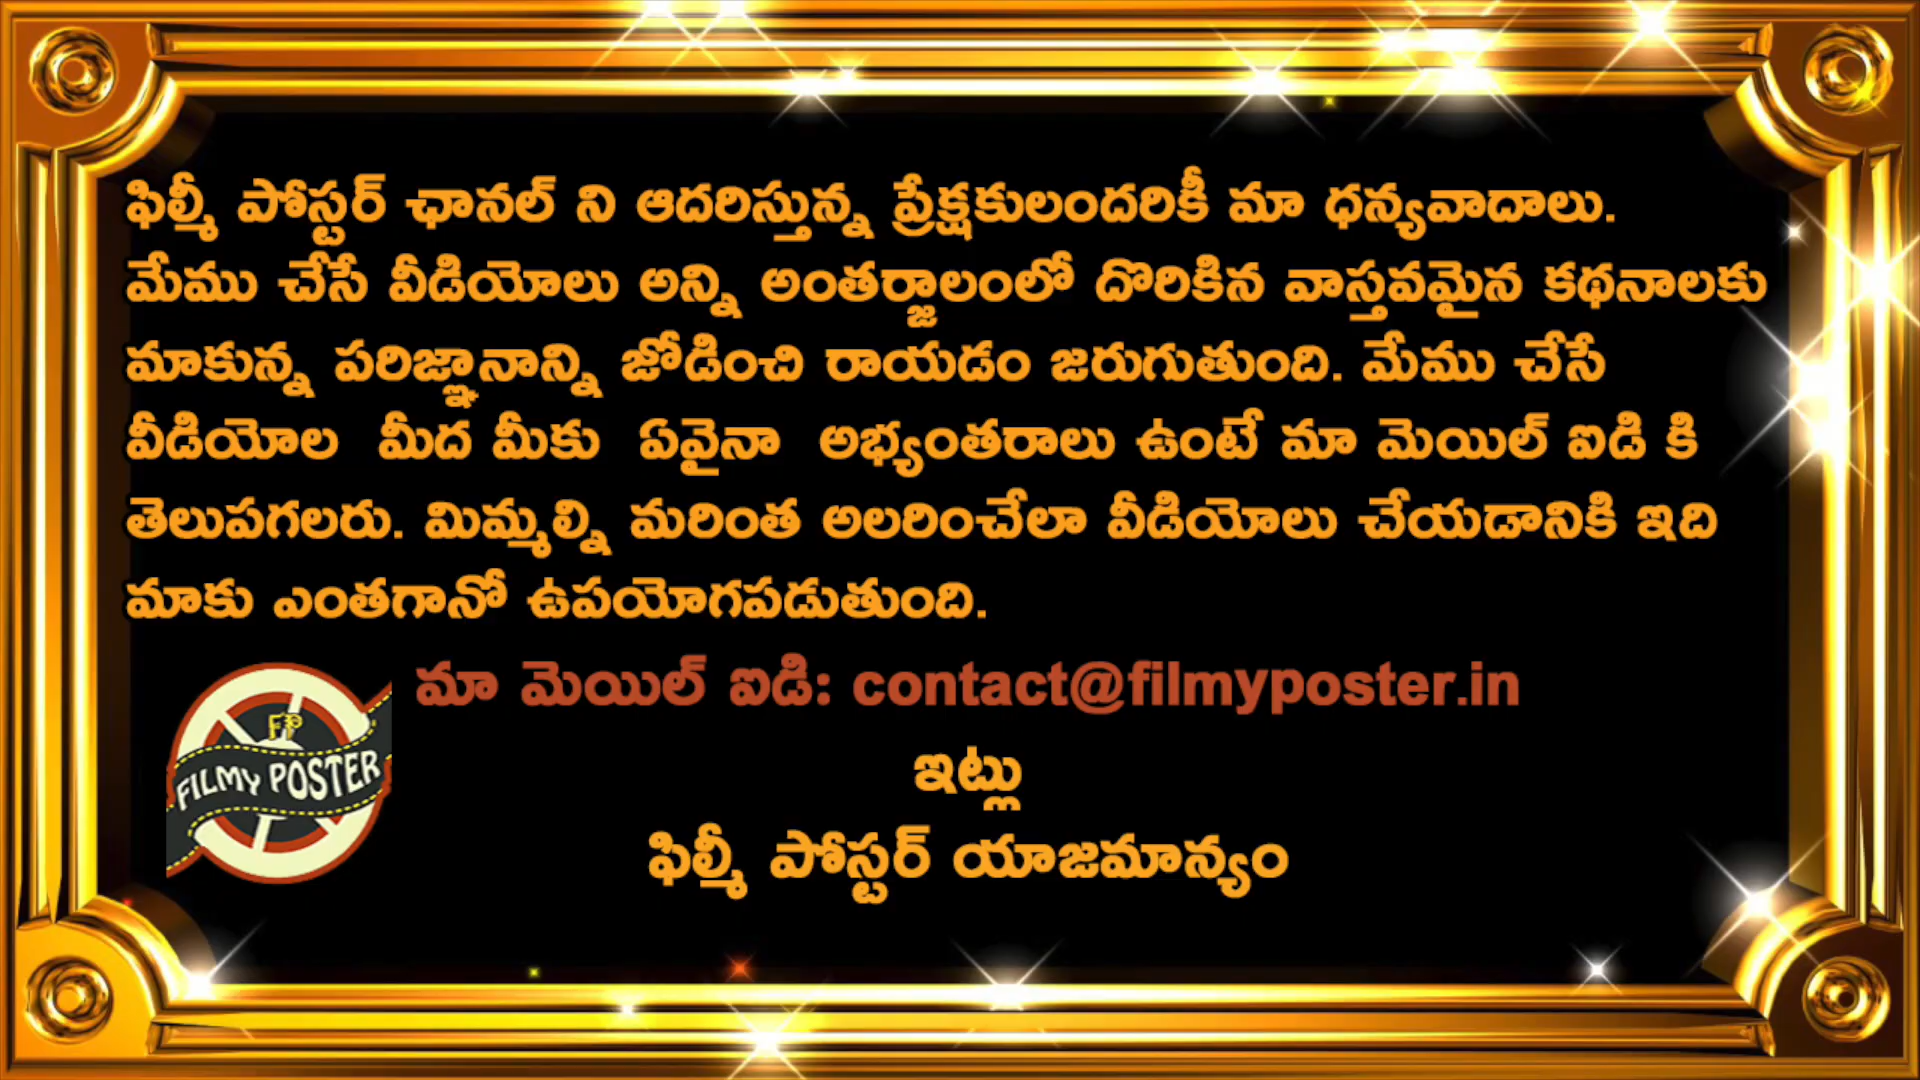 ఫిల్మీ పోస్టర్ ఛానల్ ని ఆదరిస్తున్న ప్రేక్షకులందరికీ మా ధన్యవాదాలు.
మేము చేసే వీడియోలు అన్ని అంతర్జాలంలో దొరికిన వాస్తవమైన కథనాలకు
మాకున్న పరిజ్ఞానాన్ని జోడించి రాయడం జరుగుతుంది. మేము చేసే
వీడియోల మీద మీకు ఏవైనా అభ్యంతరాలు ఉంటే మా మెయిల్ ఐడి కి
తెలుపగలరు. మిమ్మల్ని మరింత అలరించేలా వీడియోలు చేయడానికి ఇది
మాకు ఎంతగానో ఉపయోగపడుతుంది.
మా మెయిల్ ఐడి: contact@filmyposter.in
FP
FILMY POSTER
ఇట్లు
ఫిల్మీ పోస్టర్ యాజమాన్యం